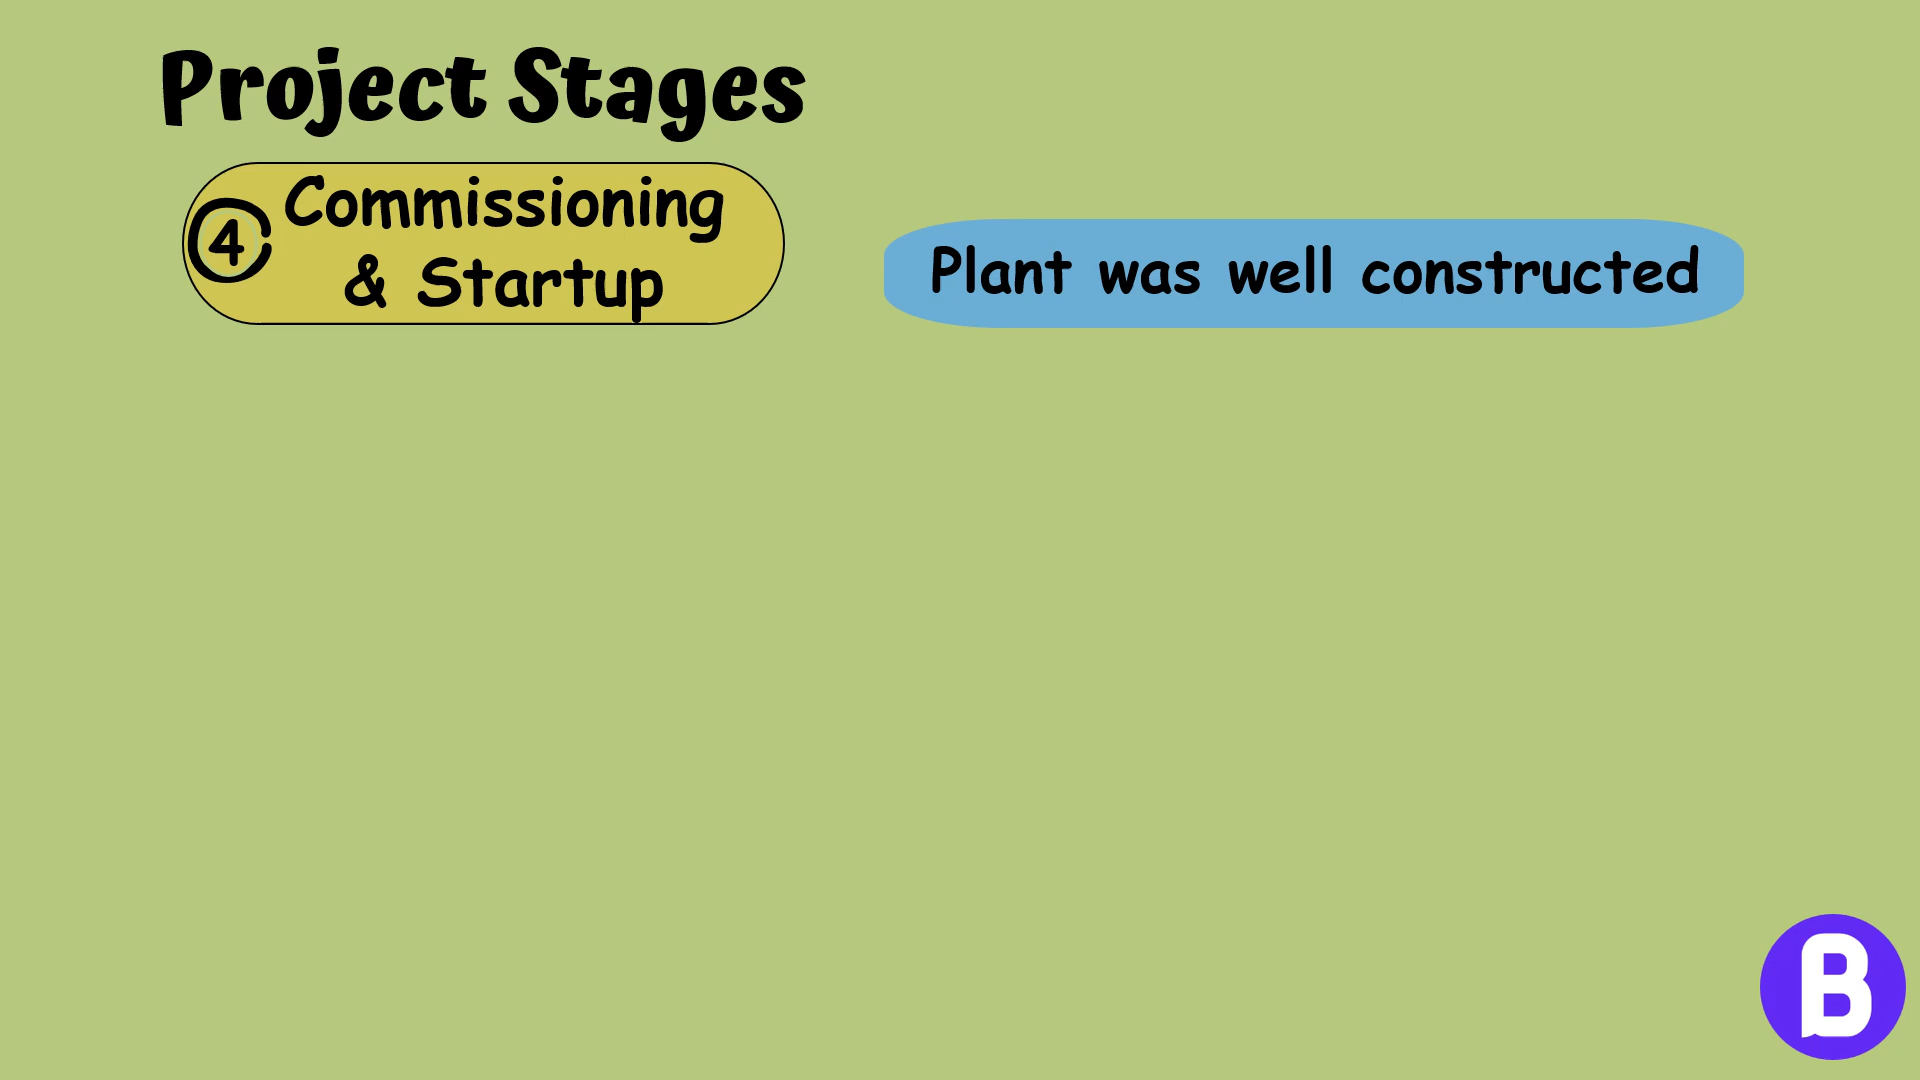 Project Stages
4
Commissioning
& Startup
Plant was well constructed
B